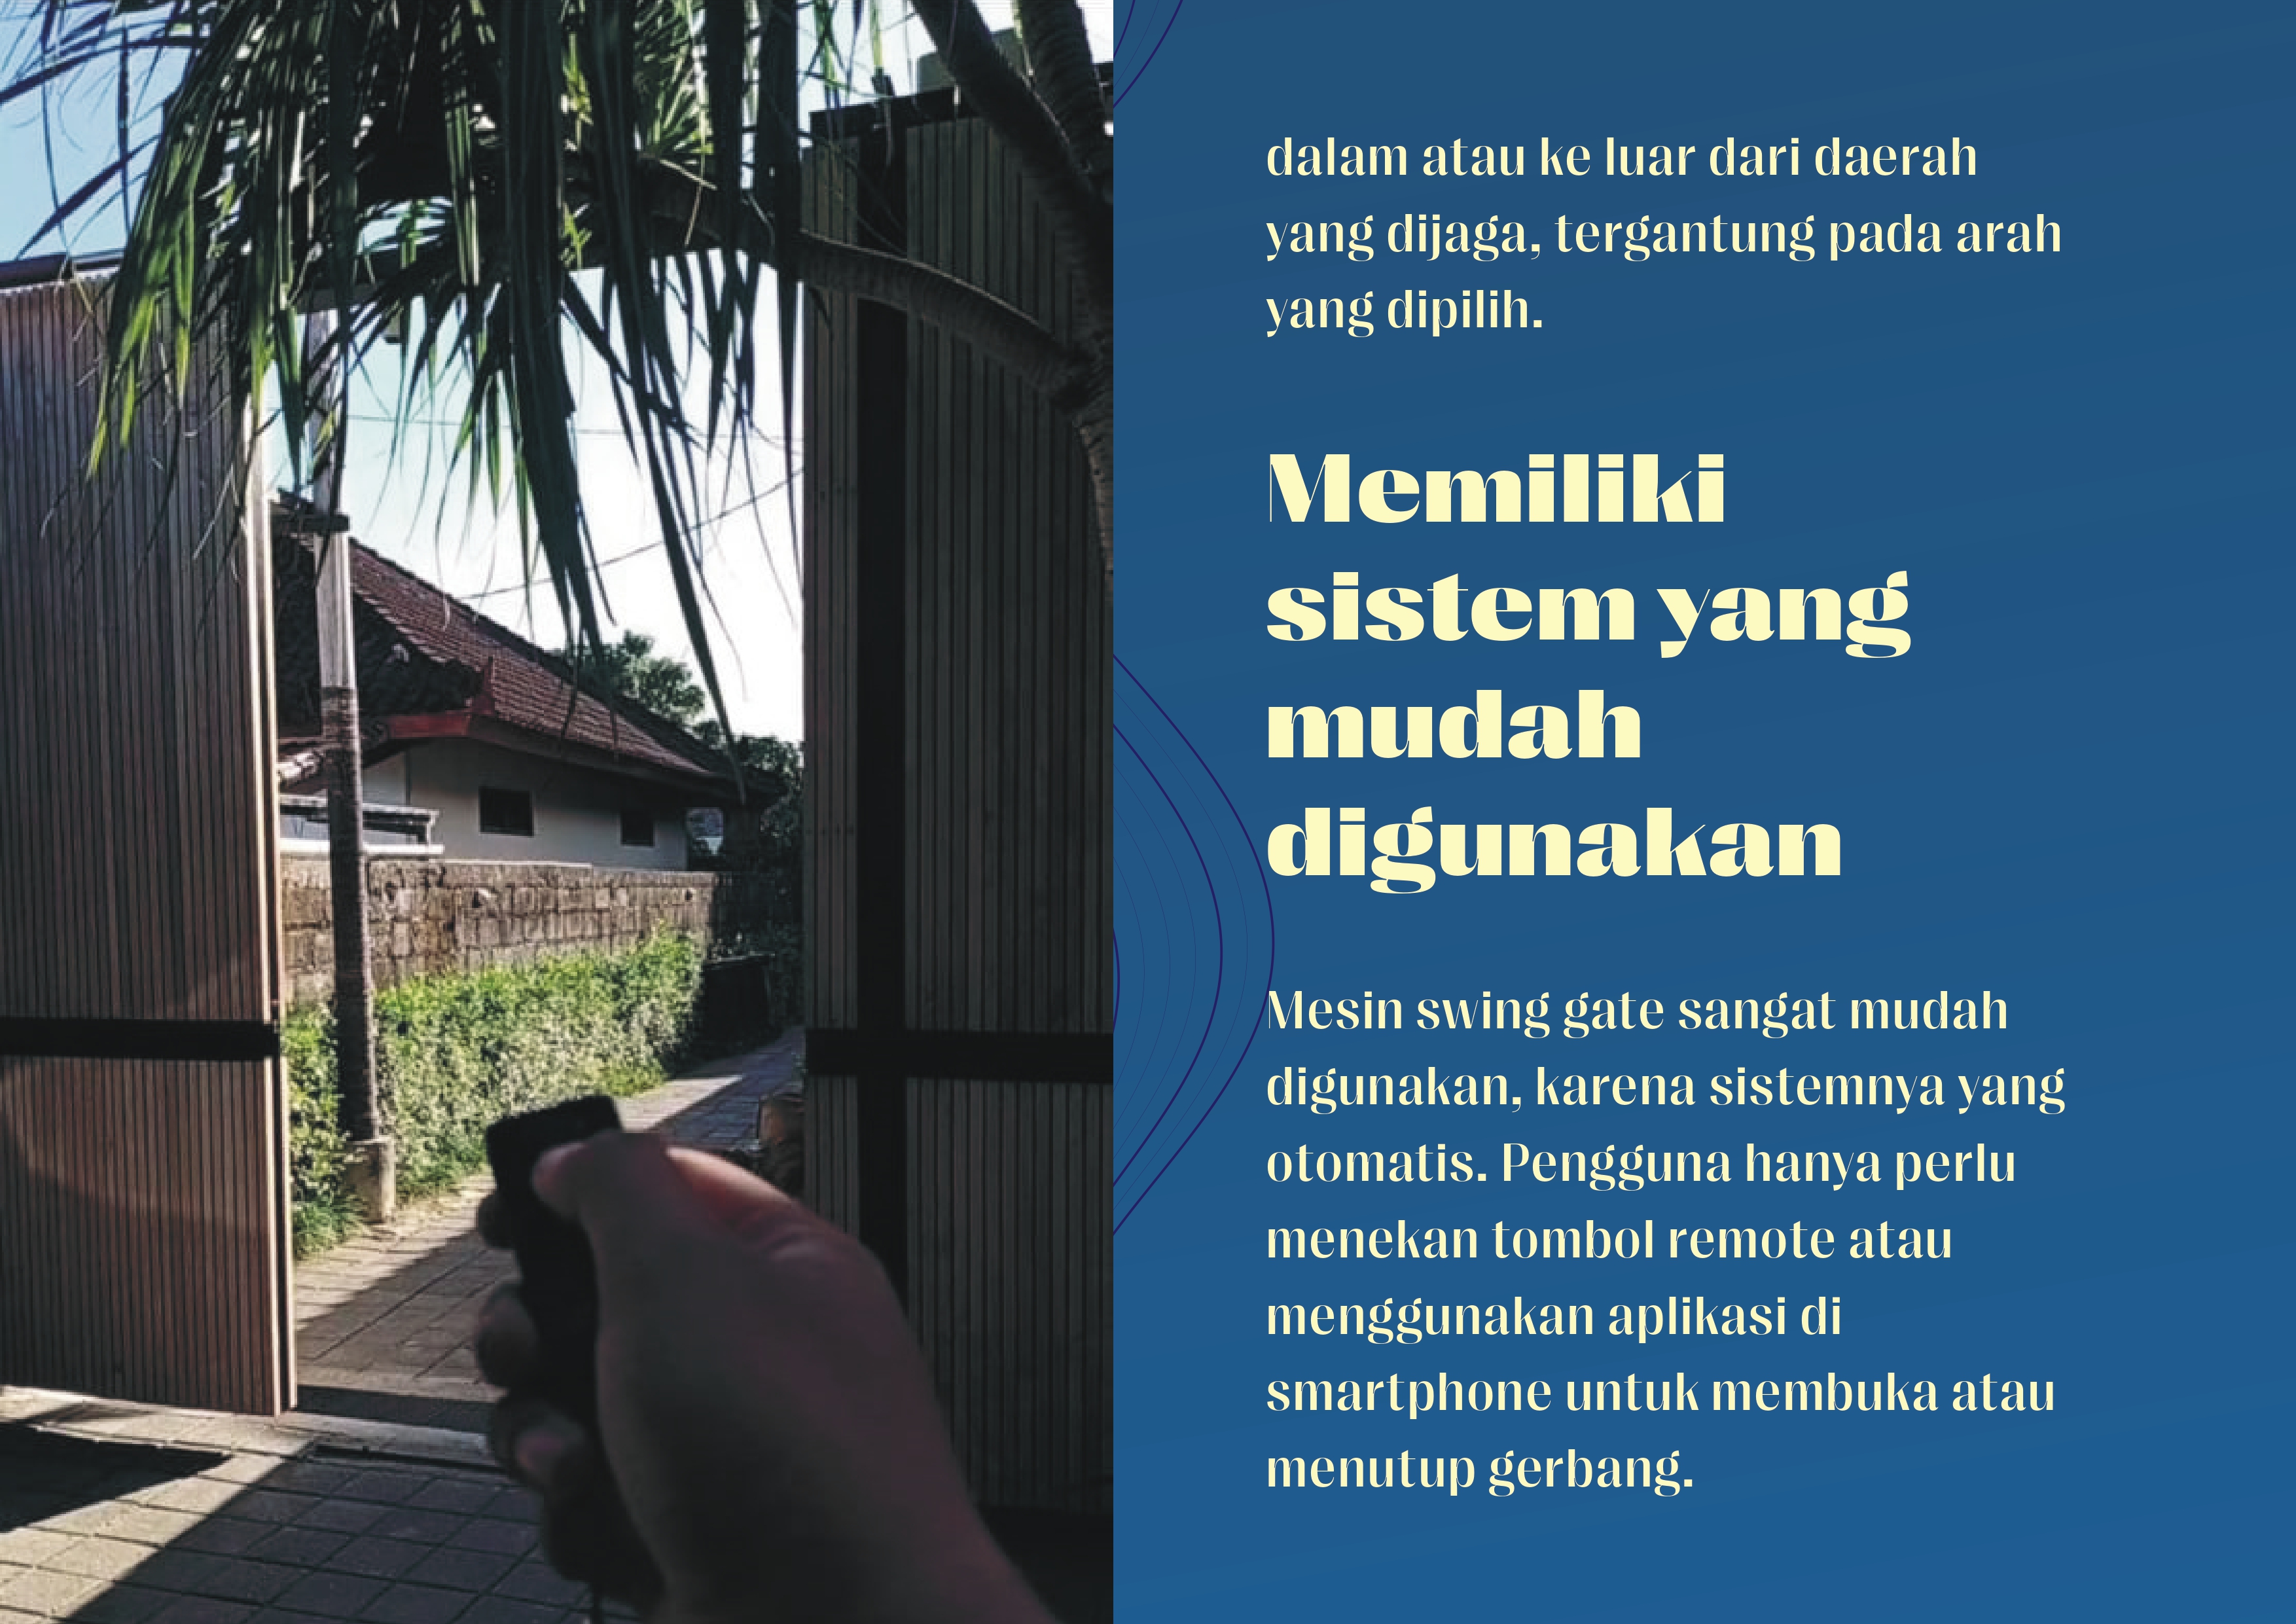 dalam atau ke luar dari daerah
yang dijaga, tergantung pada arah
yang dipilih.
Memiliki
sistem yang
mudah
digunakan
Mesin swing gate sangat mudah
digunakan, karena sistemnya yang
otomatis. Pengguna hanya perlu
menekan tombol remote atau
menggunakan aplikasi di
smartphone untuk membuka atau
menutup gerbang.